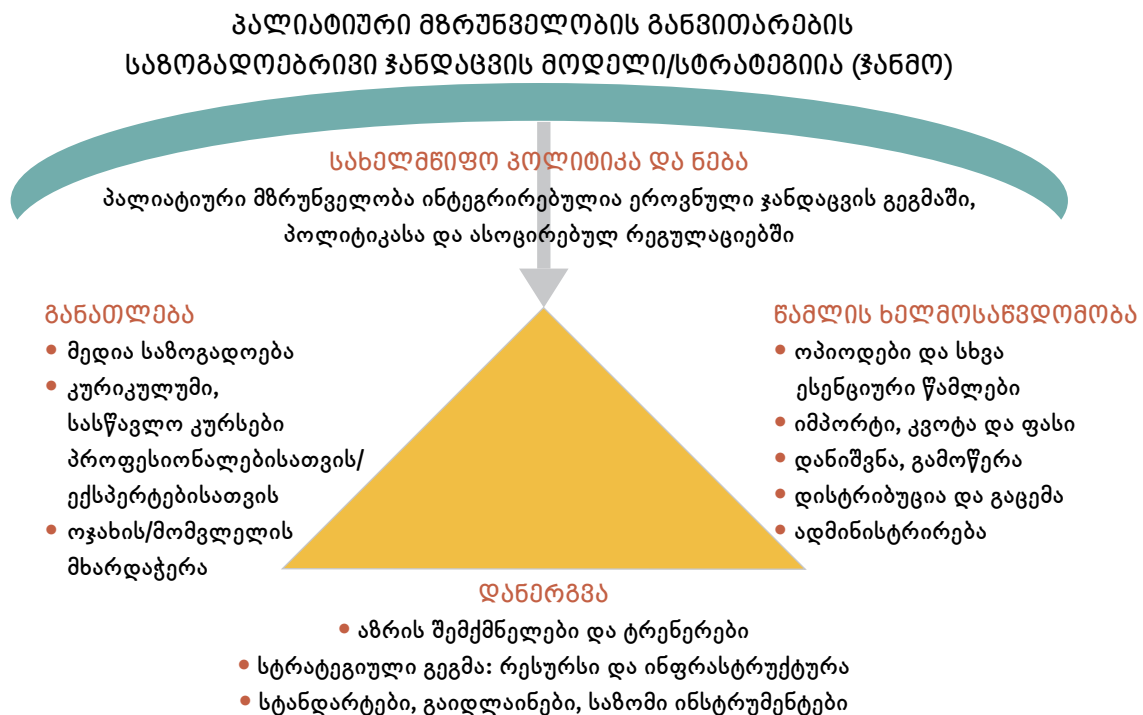 პალიატიური მზრუნველობის განვითარების
საზოგადოებრივი ჯანდაცვის მოდელი/სტრატეგიია (ჯანმო)
სახელმწიფო პოლიტიკა და ნება
პალიატიური მზრუნველობა ინტეგრირებულია ეროვნული ჯანდაცვის გეგმაში,
პოლიტიკასა და ასოცირებულ რეგულაციებში
განათლება
• მედია საზოგადოება
• კურიკულუმი,
სასწავლო კურსები
პროფესიონალებისათვის/
ექსპერტებისათვის
• ოჯახის/მომვლელის
მხარდაჭერა
წამლის ხელმოსაწვდომობა
• ოპიოდები და სხვა
ესენციური წამლები
• იმპორტი, კვოტა და ფასი
• დანიშვნა, გამოწერა
• დისტრიბუცია და გაცემა
• ადმინისტრირება
დანერგვა
• აზრის შემქმნელები და ტრენერები
• სტრატეგიული გეგმა: რესურსი და ინფრასტრუქტურა
• სტანდარტები, გაიდლაინები, საზომი ინსტრუმენტები